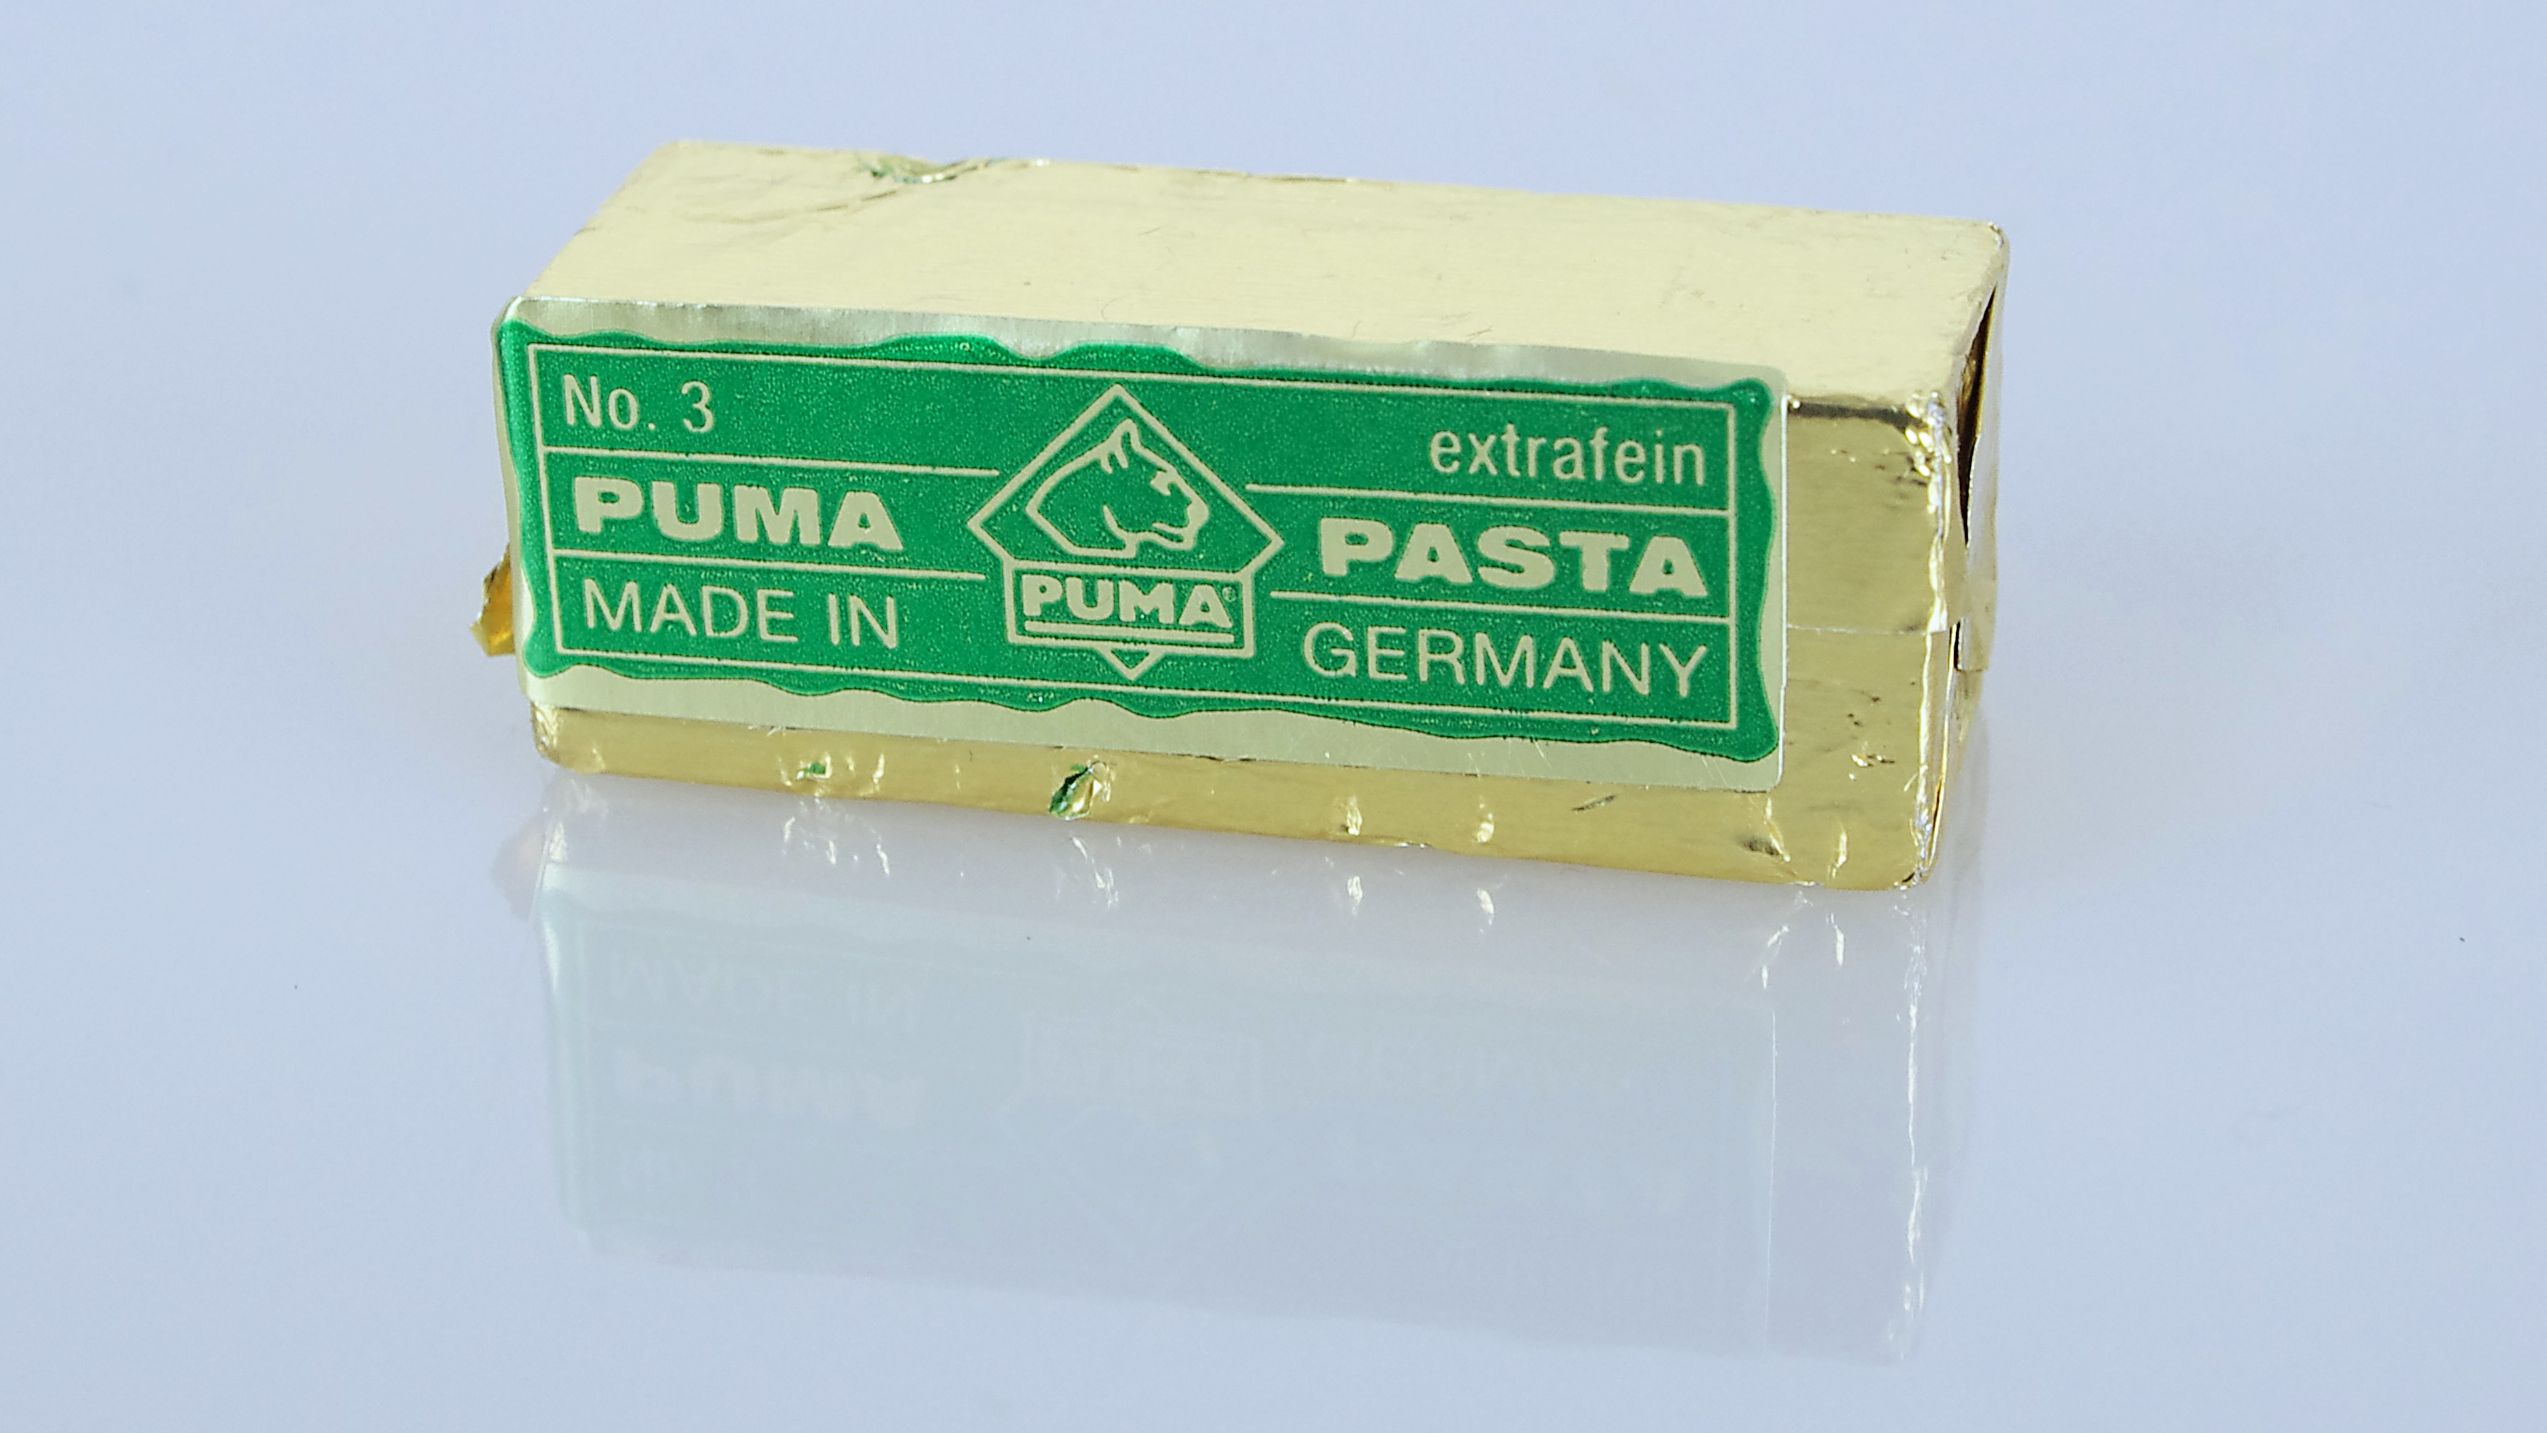 No. 3 extrafein
PUMA PASTA
PUMA®
MADE IN GERMANY